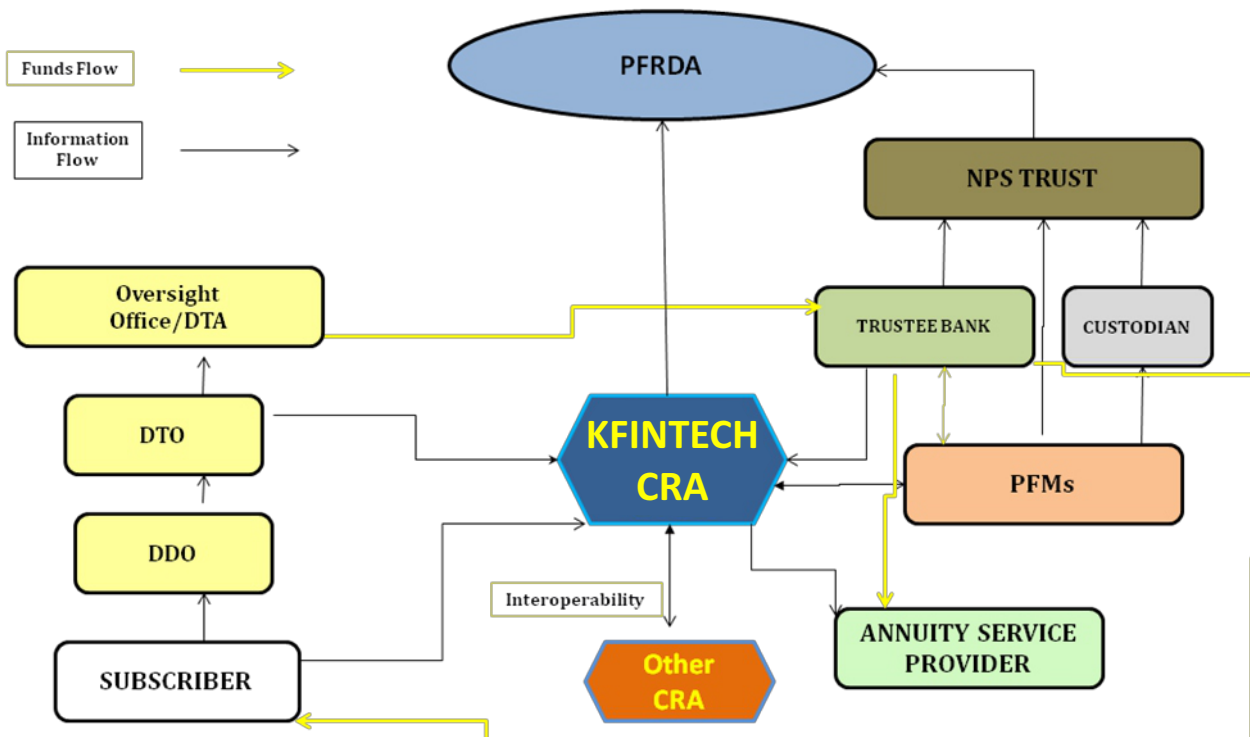 PFRDA
Funds Flow
Information
Flow
NPS TRUST
Oversight
Office/DTA
TRUSTEE BANK
CUSTODIAN
DTO
KFINTECH
CRA
PFMs
DDO
Interoperability
SUBSCRIBER
Other
CRA
ANNUITY SERVICE
PROVIDER